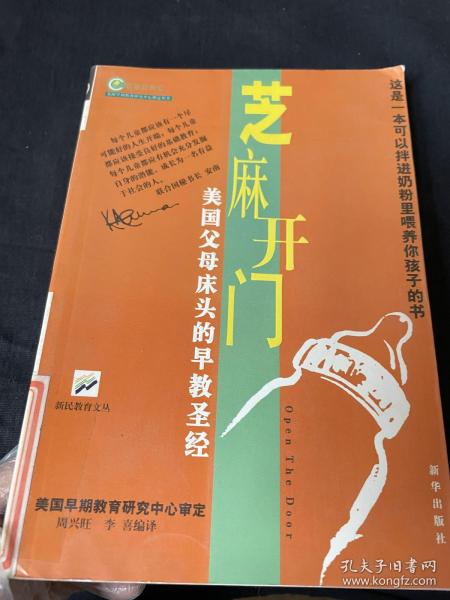 芝麻开门
美国父母床头的早教圣经
这是一本可以拌进奶粉里喂养你孩子的书
每个儿童都应该有一个尽
可能好的人生开端，每个儿童
都应该接受良好的基础教育，
每个儿童都应有机会充分发掘
自身的潜能，成长为一名有益
于社会的人。
联合国秘书长 安南
Open The Door
新民教育文丛
美国早期教育研究中心审定
周兴旺 李 喜编译
新华出版社
孔夫子旧书网
www.kongfz.com